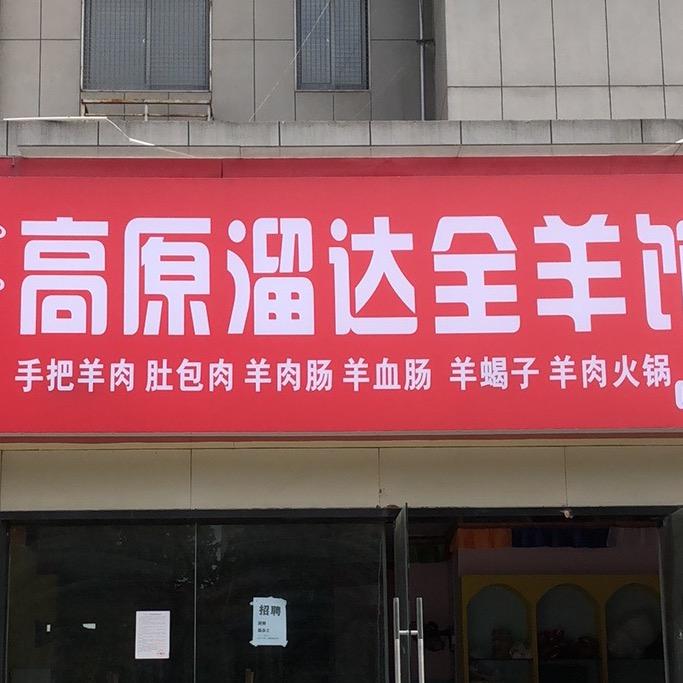 高原溜达全羊馆
手把羊肉 肚包肉 羊肉肠 羊血肠 羊蝎子 羊肉火锅
招聘